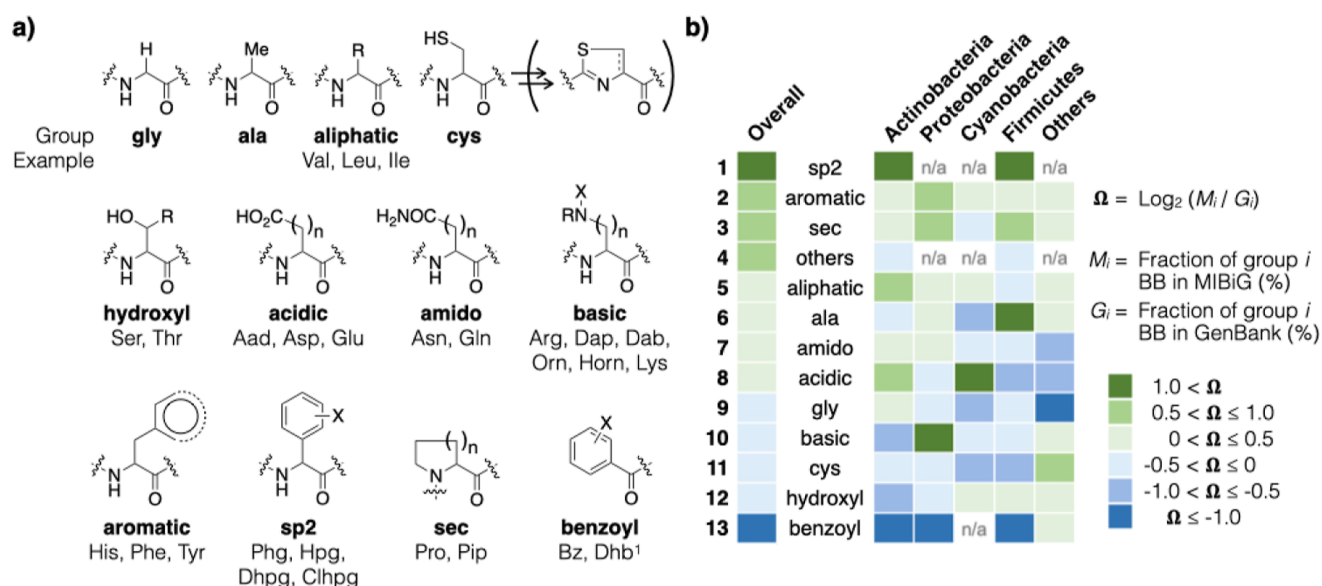 a)
H
N
H
O
gly
Me
N
H
O
ala
R
N
H
O
aliphatic
Val, Leu, Ile
HS
N
H
O
cys
S
N
O
Group
Example
HO
R
N
H
O
hydroxyl
Ser, Thr
HO2C
n
N
H
O
acidic
Aad, Asp, Glu
H2NOC
n
N
H
O
amido
Asn, Gln
X
RN
n
N
H
O
basic
Arg, Dap, Dab,
Orn, Horn, Lys
N
H
O
aromatic
His, Phe, Tyr
X
N
H
O
sp2
Phg, Hpg,
Dhpg, Clhpg
n
N
O
sec
Pro, Pip
X
O
benzoyl
Bz, Dhb¹
b)
Overall
Actinobacteria
Proteobacteria
Cyanobacteria
Firmicutes
Others
1 sp2 n/a n/a n/a
2 aromatic
3 sec
4 others n/a n/a n/a
5 aliphatic
6 ala
7 amido
8 acidic
9 gly
10 basic
11 cys
12 hydroxyl
13 benzoyl n/a
Ω = Log2 (Mi / Gi)
Mi = Fraction of group i
BB in MIBiG (%)
Gi = Fraction of group i
BB in GenBank (%)
1.0 < Ω
0.5 < Ω ≤ 1.0
0 < Ω ≤ 0.5
-0.5 < Ω ≤ 0
-1.0 < Ω ≤ -0.5
Ω ≤ -1.0